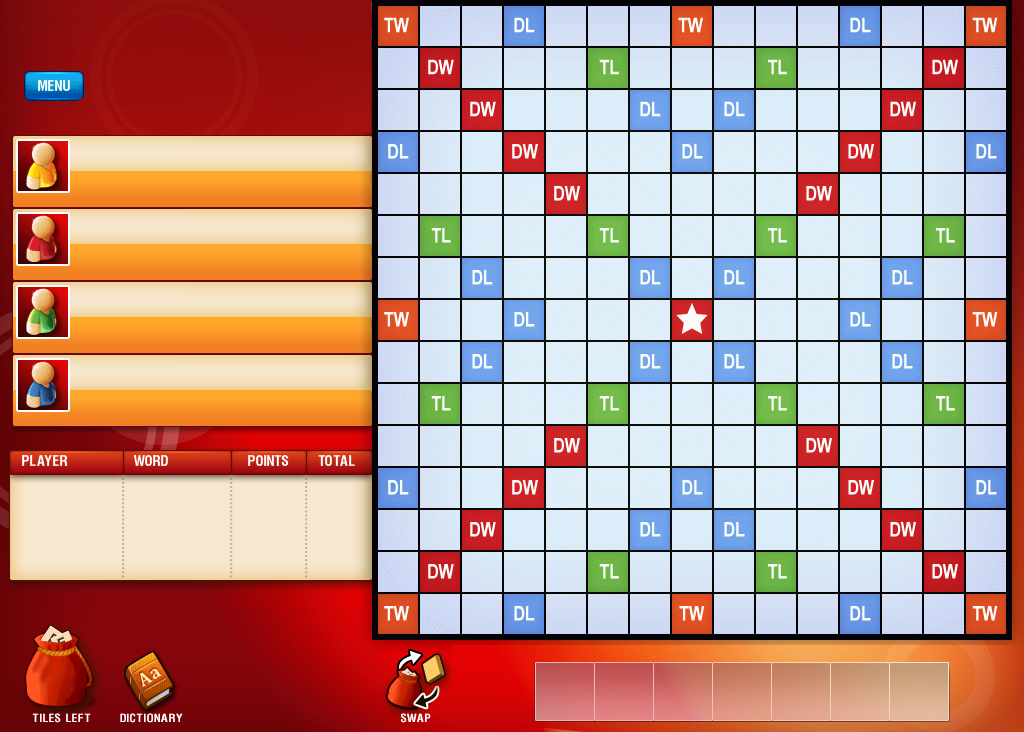 MENU
PLAYER WORD POINTS TOTAL
TILES LEFT
DICTIONARY
Aa
SWAP
TW DL TW DL TW
DW TL TL DW
DW DL DL DW
DL DW DL DW DL
DW DW
TL TL TL TL
DL DL DL DL
TW DL DL TW
DL DL DL DL
TL TL TL TL
DW DW
DL DW DL DW DL
DW DL DL DW
DW TL TL DW
TW DL TW DL TW